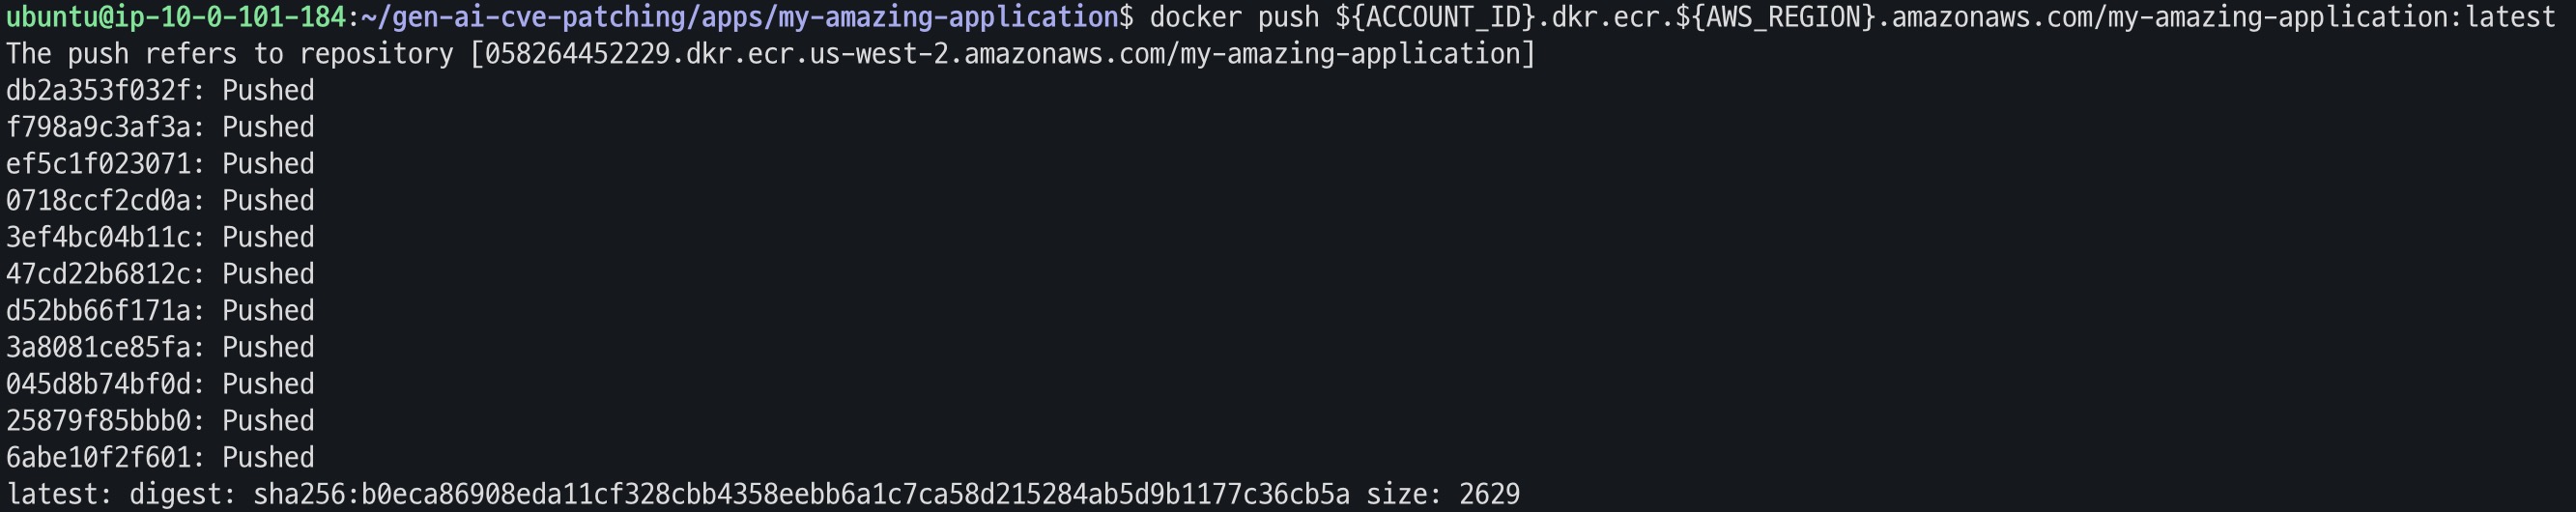 ubuntu@ip-10-0-101-184:~/gen-ai-cve-patching/apps/my-amazing-application$ docker push ${ACCOUNT_ID}.dkr.ecr.${AWS_REGION}.amazonaws.com/my-amazing-application:latest
The push refers to repository [058264452229.dkr.ecr.us-west-2.amazonaws.com/my-amazing-application]
db2a353f032f: Pushed
f798a9c3af3a: Pushed
ef5c1f023071: Pushed
0718ccf2cd0a: Pushed
3ef4bc04b11c: Pushed
47cd22b6812c: Pushed
d52bb66f171a: Pushed
3a8081ce85fa: Pushed
045d8b74bf0d: Pushed
25879f85bbb0: Pushed
6abe10f2f601: Pushed
latest: digest: sha256:b0eca86908eda11cf328cbb4358eebb6a1c7ca58d215284ab5d9b1177c36cb5a size: 2629